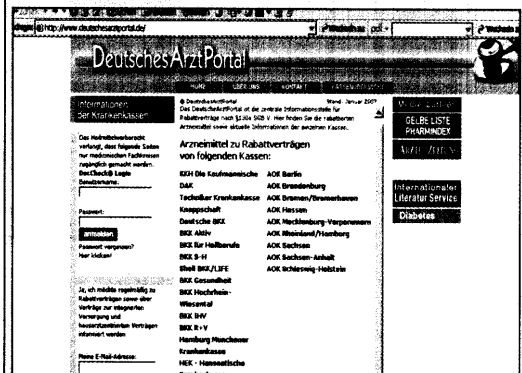 http://www.deutschesarztportal.de/
DeutschesArztPortal
HOME ÜBER UNS KONTAKT
Informationen
der Krankenkassen
Das Heilmittelwerberecht
verlangt, dass folgende Seiten
nur medizinischen Fachkreisen
zugänglich gemacht werden.
DocCheck® Login
Benutzername:
Passwort:
anmelden
Passwort vergessen?
Hier klicken!
Ja, ich möchte regelmäßig zu
Rabattverträgen sowie über
Verträge zur integrierten
Versorgung und
hausarztzentrierten Verträgen
informiert werden
Meine E-Mail-Adresse:
© DeutschesArztPortal Stand: Januar 2007
Das DeutschesArztPortal ist die zentrale Informationsstelle für
Rabattverträge nach §130a SGB V. Hier finden Sie die rabattierten
Arzneimittel sowie aktuelle Informationen der einzelnen Kassen.
Arzneimittel zu Rabattverträgen
von folgenden Kassen:
KKH Die Kaufmännische
DAK
Techniker Krankenkasse
Knappschaft
Deutsche BKK
BKK Aktiv
BKK für Heilberufe
BKK S-H
Shell BKK/LIFE
BKK Gesundheit
BKK Hochrhein-
Wiesental
BKK IHV
BKK R+V
Hamburg Münchener
Krankenkasse
HEK - Hanseatische
AOK Berlin
AOK Brandenburg
AOK Bremen/Bremerhaven
AOK Hessen
AOK Mecklenburg-Vorpommern
AOK Rheinland/Hamburg
AOK Sachsen
AOK Sachsen-Anhalt
AOK Schleswig-Holstein
GELBE LISTE
PHARMINDEX
Internationaler
Literatur Service
Diabetes